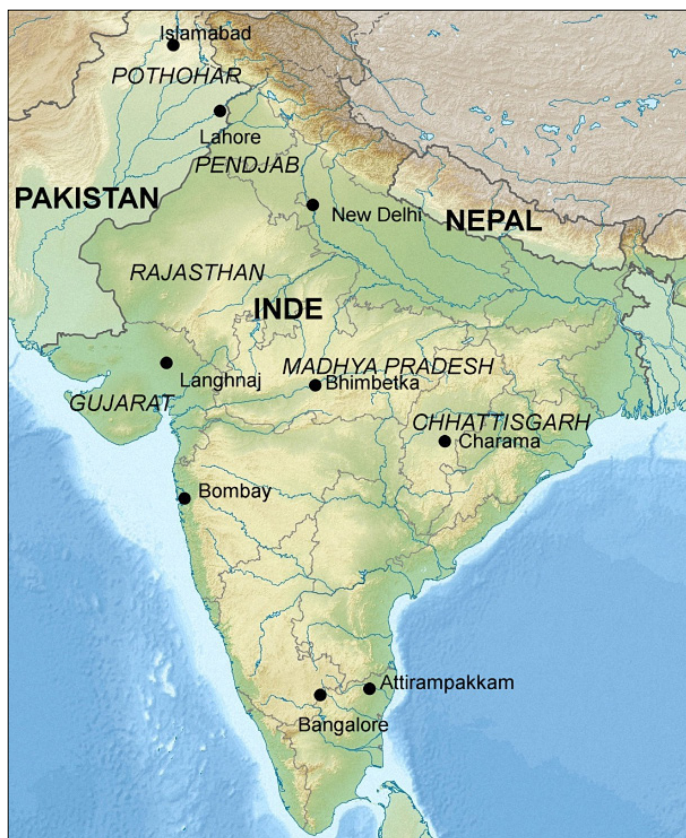 Islamabad
POTHOHAR
Lahore
PENDJAB
PAKISTAN
New Delhi
NEPAL
RAJASTHAN
INDE
MADHYA PRADESH
Langhnaj
Bhimbetka
GUJARAT
CHHATTISGARH
Charama
Bombay
Attirampakkam
Bangalore